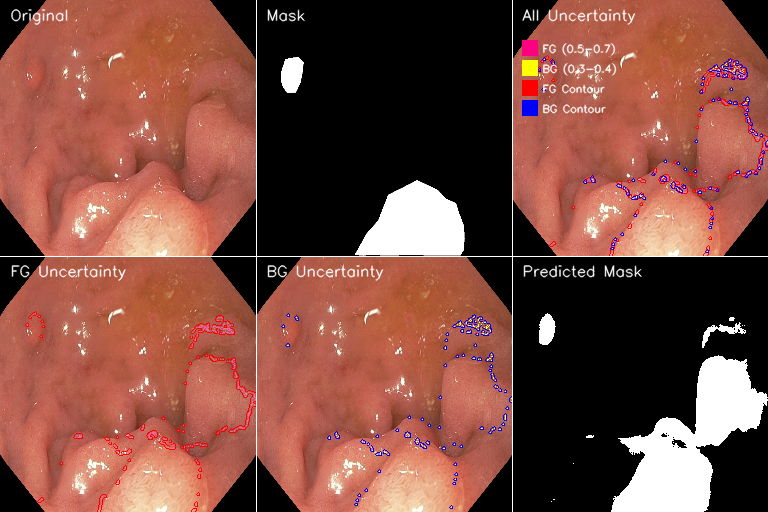 Original
Mask
All Uncertainty
FG (0.5-0.7)
BG (0.3-0.4)
FG Contour
BG Contour
FG Uncertainty
BG Uncertainty
Predicted Mask